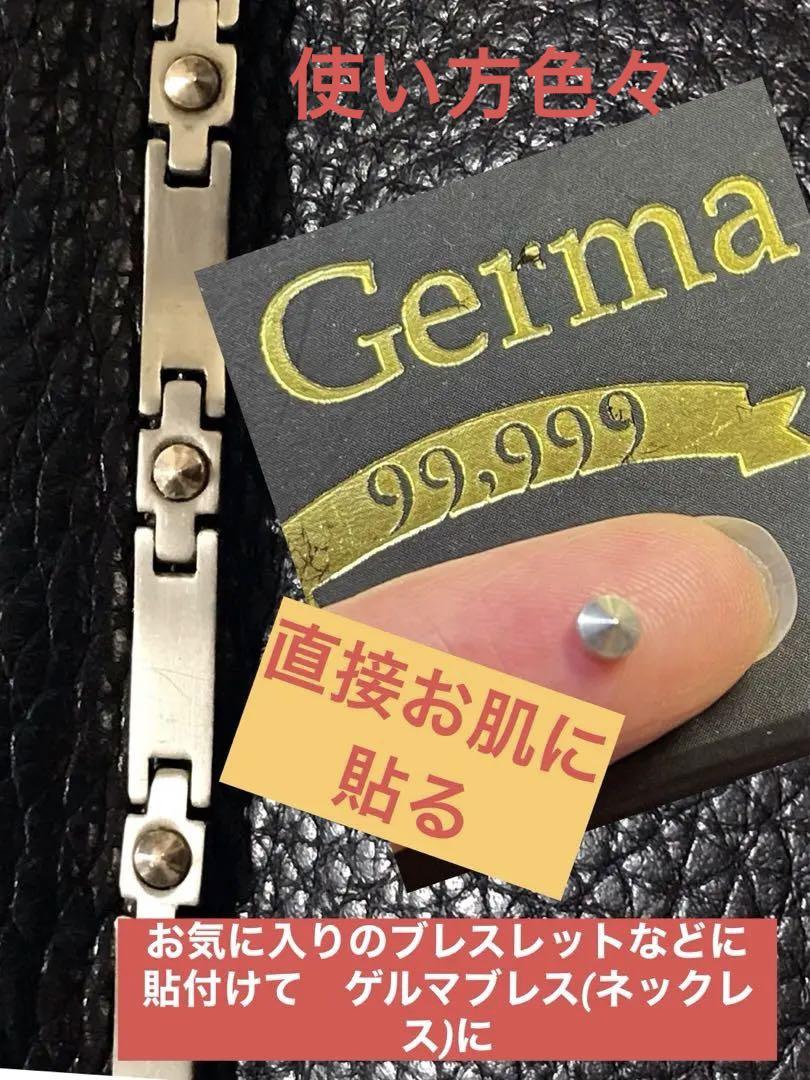 使い方色々
Germa
99,999
直接お肌に
貼る
お気に入りのブレスレットなどに
貼付けて　ゲルマブレス(ネックレ
ス)に